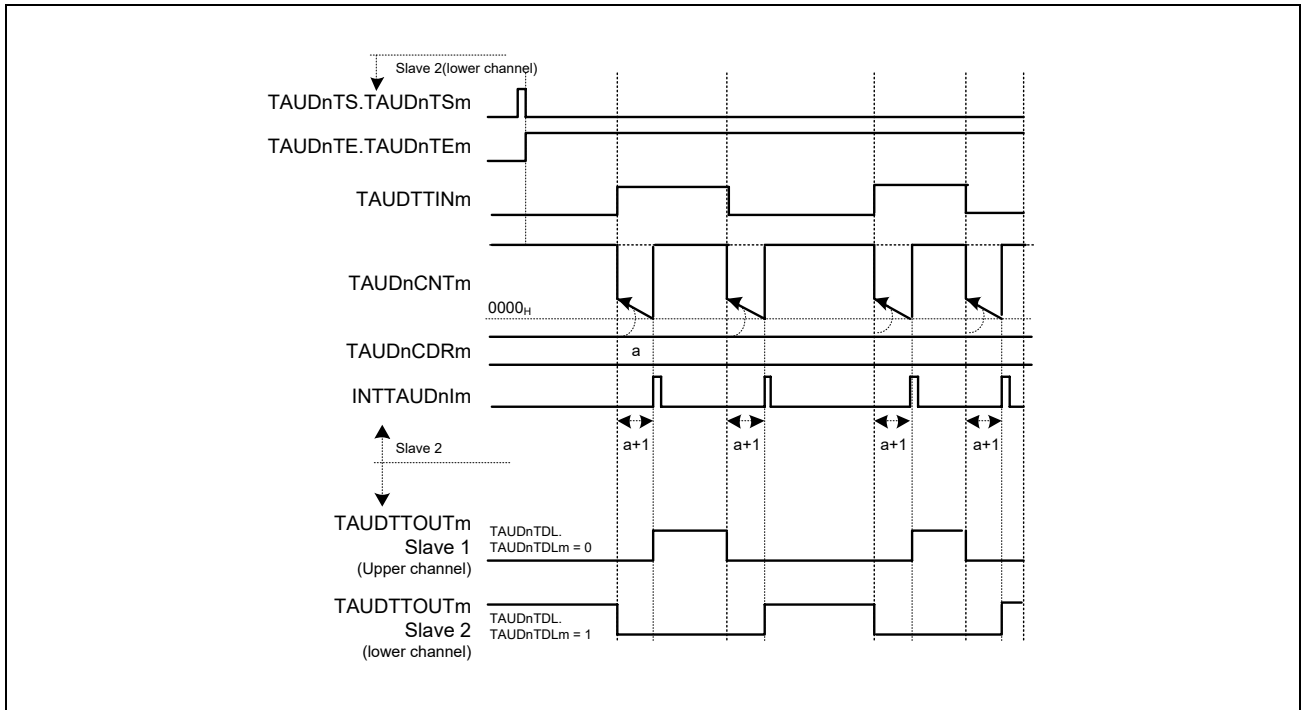 Slave 2(lower channel)
TAUDnTS.TAUDnTSm
TAUDnTE.TAUDnTEm
TAUDTTINm
TAUDnCNTm
0000H
TAUDnCDRm
a
INTTAUDnIm
a+1 a+1 a+1 a+1
Slave 2
TAUDTTOUTm
Slave 1
(Upper channel)
TAUDnTDL.
TAUDnTDLm = 0
TAUDTTOUTm
Slave 2
(lower channel)
TAUDnTDL.
TAUDnTDLm = 1